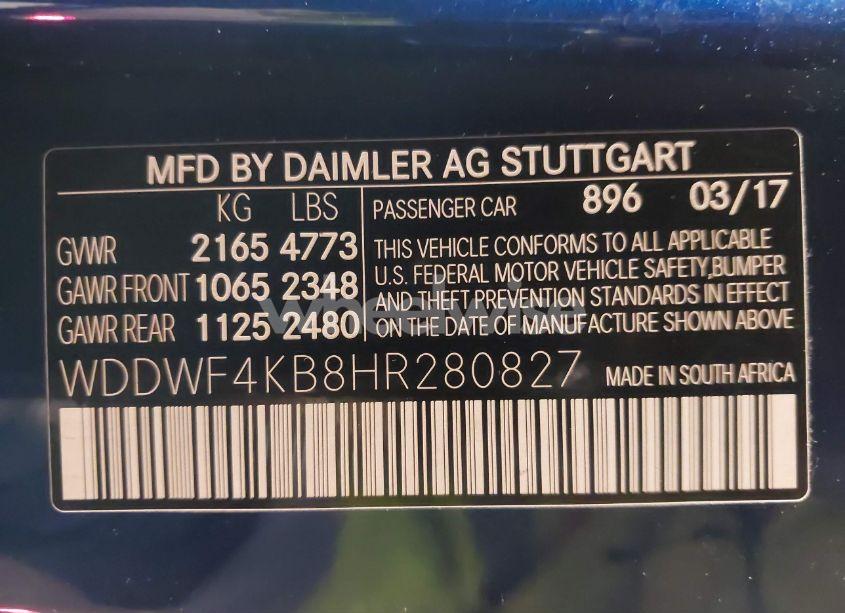 MFD BY DAIMLER AG STUTTGART
KG LBS
GVWR 2165 4773
GAWR FRONT 1065 2348
GAWR REAR 1125 2480
PASSENGER CAR 896 03/17
THIS VEHICLE CONFORMS TO ALL APPLICABLE
U.S. FEDERAL MOTOR VEHICLE SAFETY,BUMPER
AND THEFT PREVENTION STANDARDS IN EFFECT
ON THE DATE OF MANUFACTURE SHOWN ABOVE
WDDWF4KB8HR280827 MADE IN SOUTH AFRICA
wheelwise